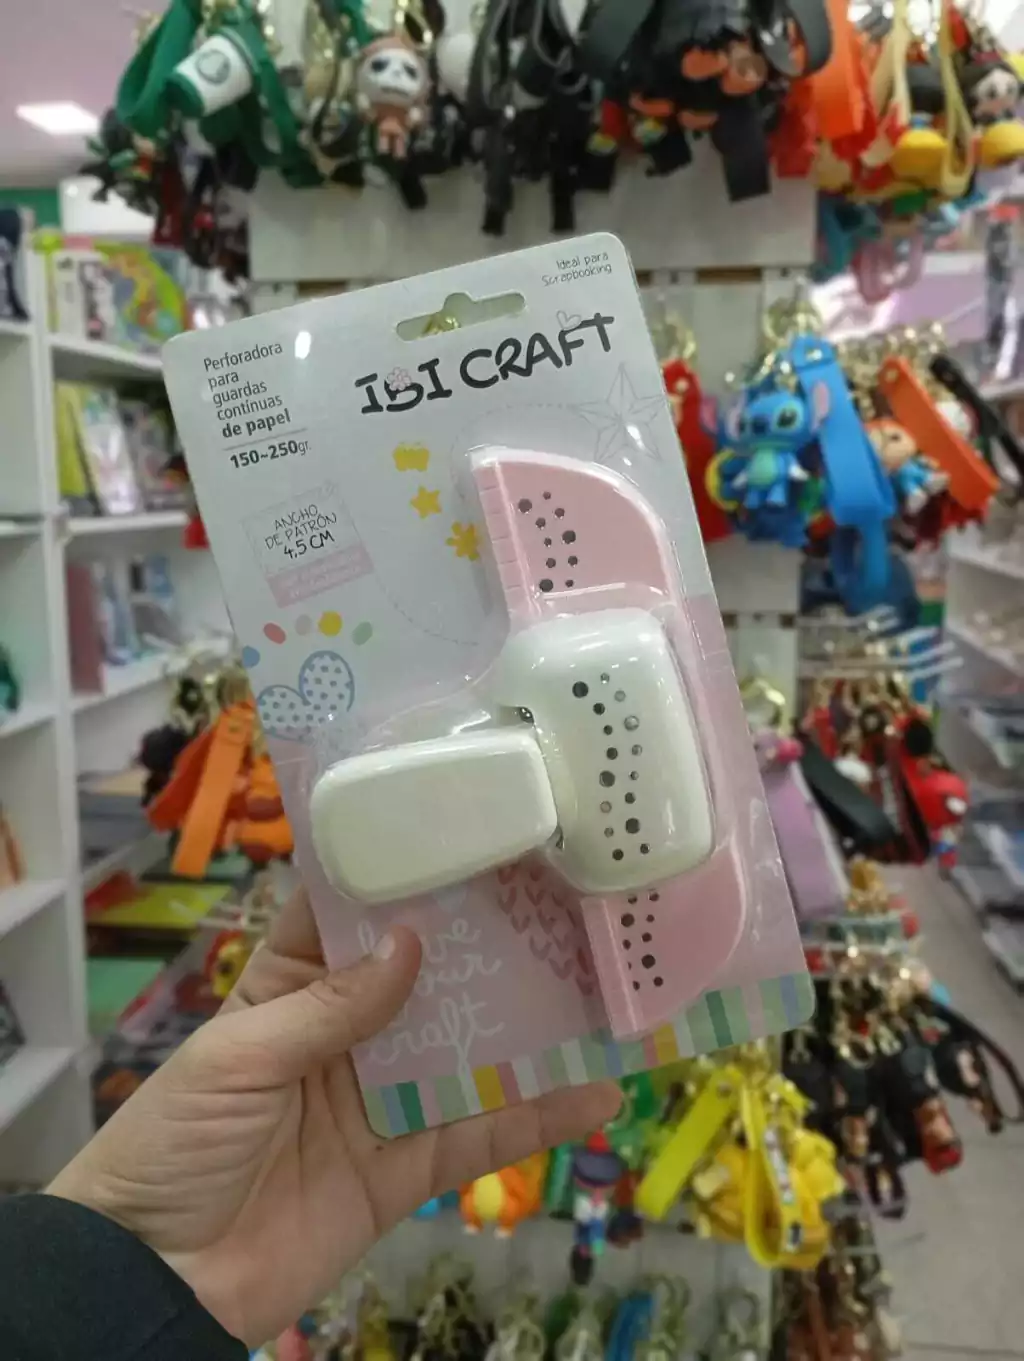 Ideal para
Scrapbooking
IBI CRAFT
Perforadora
para
guardas
continuas
de papel
150~250gr.
ANCHO
DE PATRÓN
4,5 CM
love
your
craft